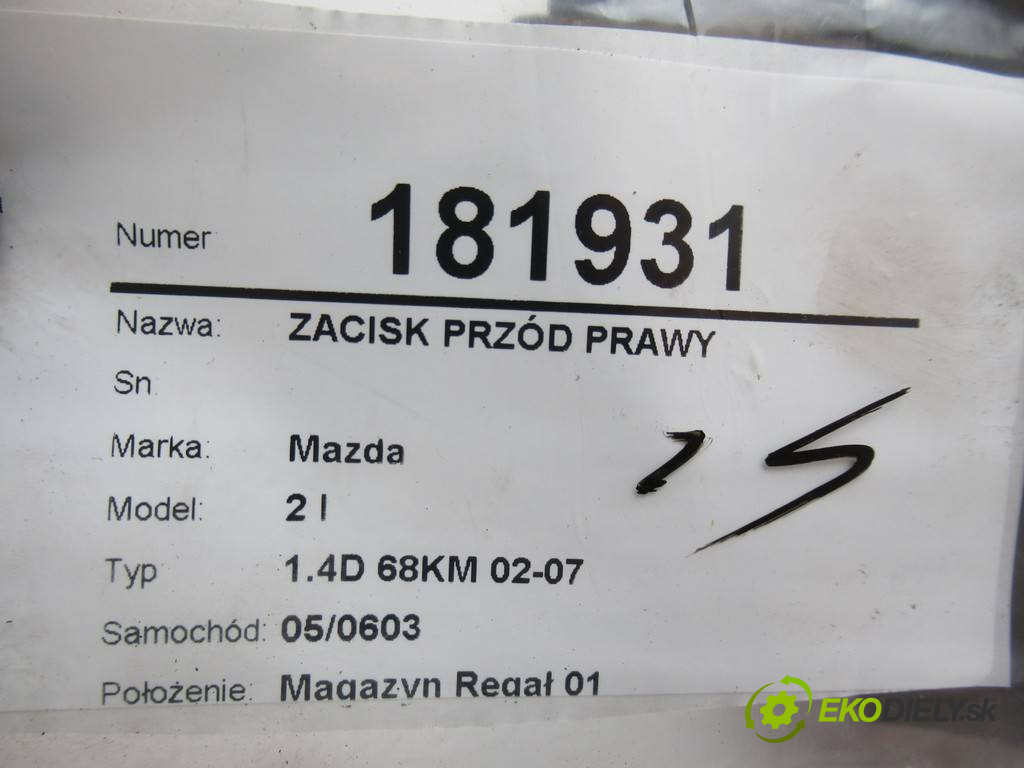 Numer 181931
Nazwa: ZACISK PRZÓD PRAWY
Sn
Marka: Mazda
Model: 2 I
Typ 1.4D 68KM 02-07
Samochód: 05/0603
Położenie: Magazyn Regał 01
EKODIELY.sk